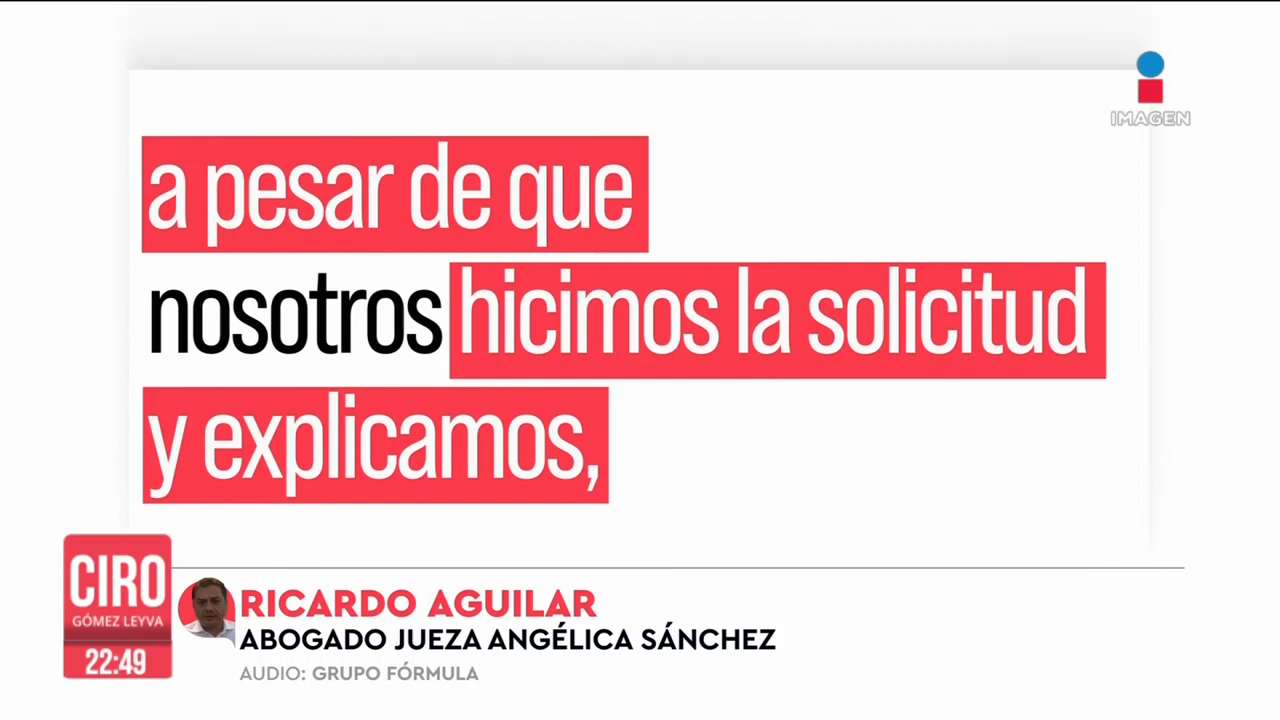 IMAGEN
a pesar de que
nosotros hicimos la solicitud
y explicamos,
CIRO
GÓMEZ LEYVA
22:49
RICARDO AGUILAR
ABOGADO JUEZA ANGÉLICA SÁNCHEZ
AUDIO: GRUPO FÓRMULA